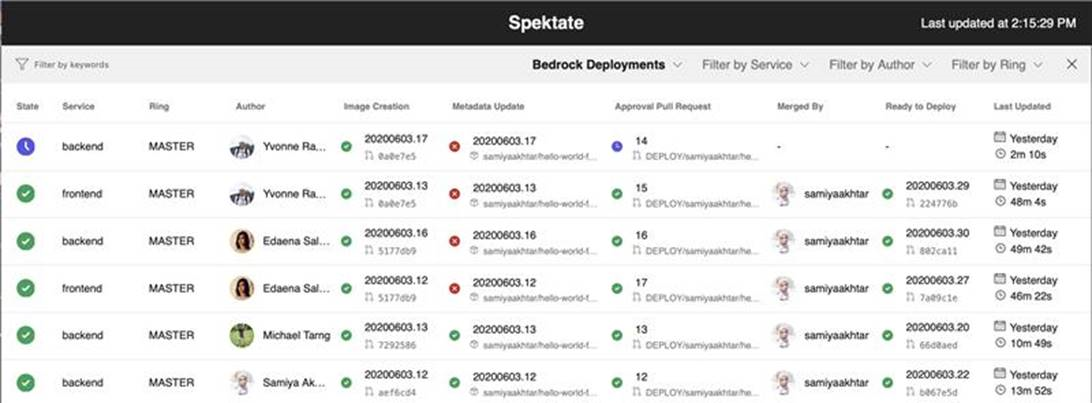 Spektate
Last updated at 2:15:29 PM
Filter by keywords
Bedrock Deployments
Filter by Service
Filter by Author
Filter by Ring
State Service Ring Author Image Creation Metadata Update Approval Pull Request Merged By Ready to Deploy Last Updated
backend MASTER Yvonne Ra... 20200603.17 20200603.17 14 - - Yesterday
0a0e7e5 samiyaakhtar/hello-world-f... DEPLOY/samiyaakhtar/he... 2m 10s
frontend MASTER Yvonne Ra... 20200603.13 20200603.13 15 samiyaakhtar 20200603.29 Yesterday
0a0e7e5 samiyaakhtar/hello-world-f... DEPLOY/samiyaakhtar/he... 224776b 48m 4s
backend MASTER Edaena Sal... 20200603.16 20200603.16 16 samiyaakhtar 20200603.30 Yesterday
5177db9 samiyaakhtar/hello-world-f... DEPLOY/samiyaakhtar/he... 802ca11 49m 42s
frontend MASTER Edaena Sal... 20200603.12 20200603.12 17 samiyaakhtar 20200603.27 Yesterday
5177db9 samiyaakhtar/hello-world-f... DEPLOY/samiyaakhtar/he... 7a09c1e 46m 22s
backend MASTER Michael Tarng 20200603.13 20200603.13 13 samiyaakhtar 20200603.20 Yesterday
7292586 samiyaakhtar/hello-world-f... DEPLOY/samiyaakhtar/he... 66d0aed 10m 49s
backend MASTER Samiya Ak... 20200603.12 20200603.12 12 samiyaakhtar 20200603.22 Yesterday
aef6cd4 samiyaakhtar/hello-world-f... DEPLOY/samiyaakhtar/he... b067e5d 13m 52s